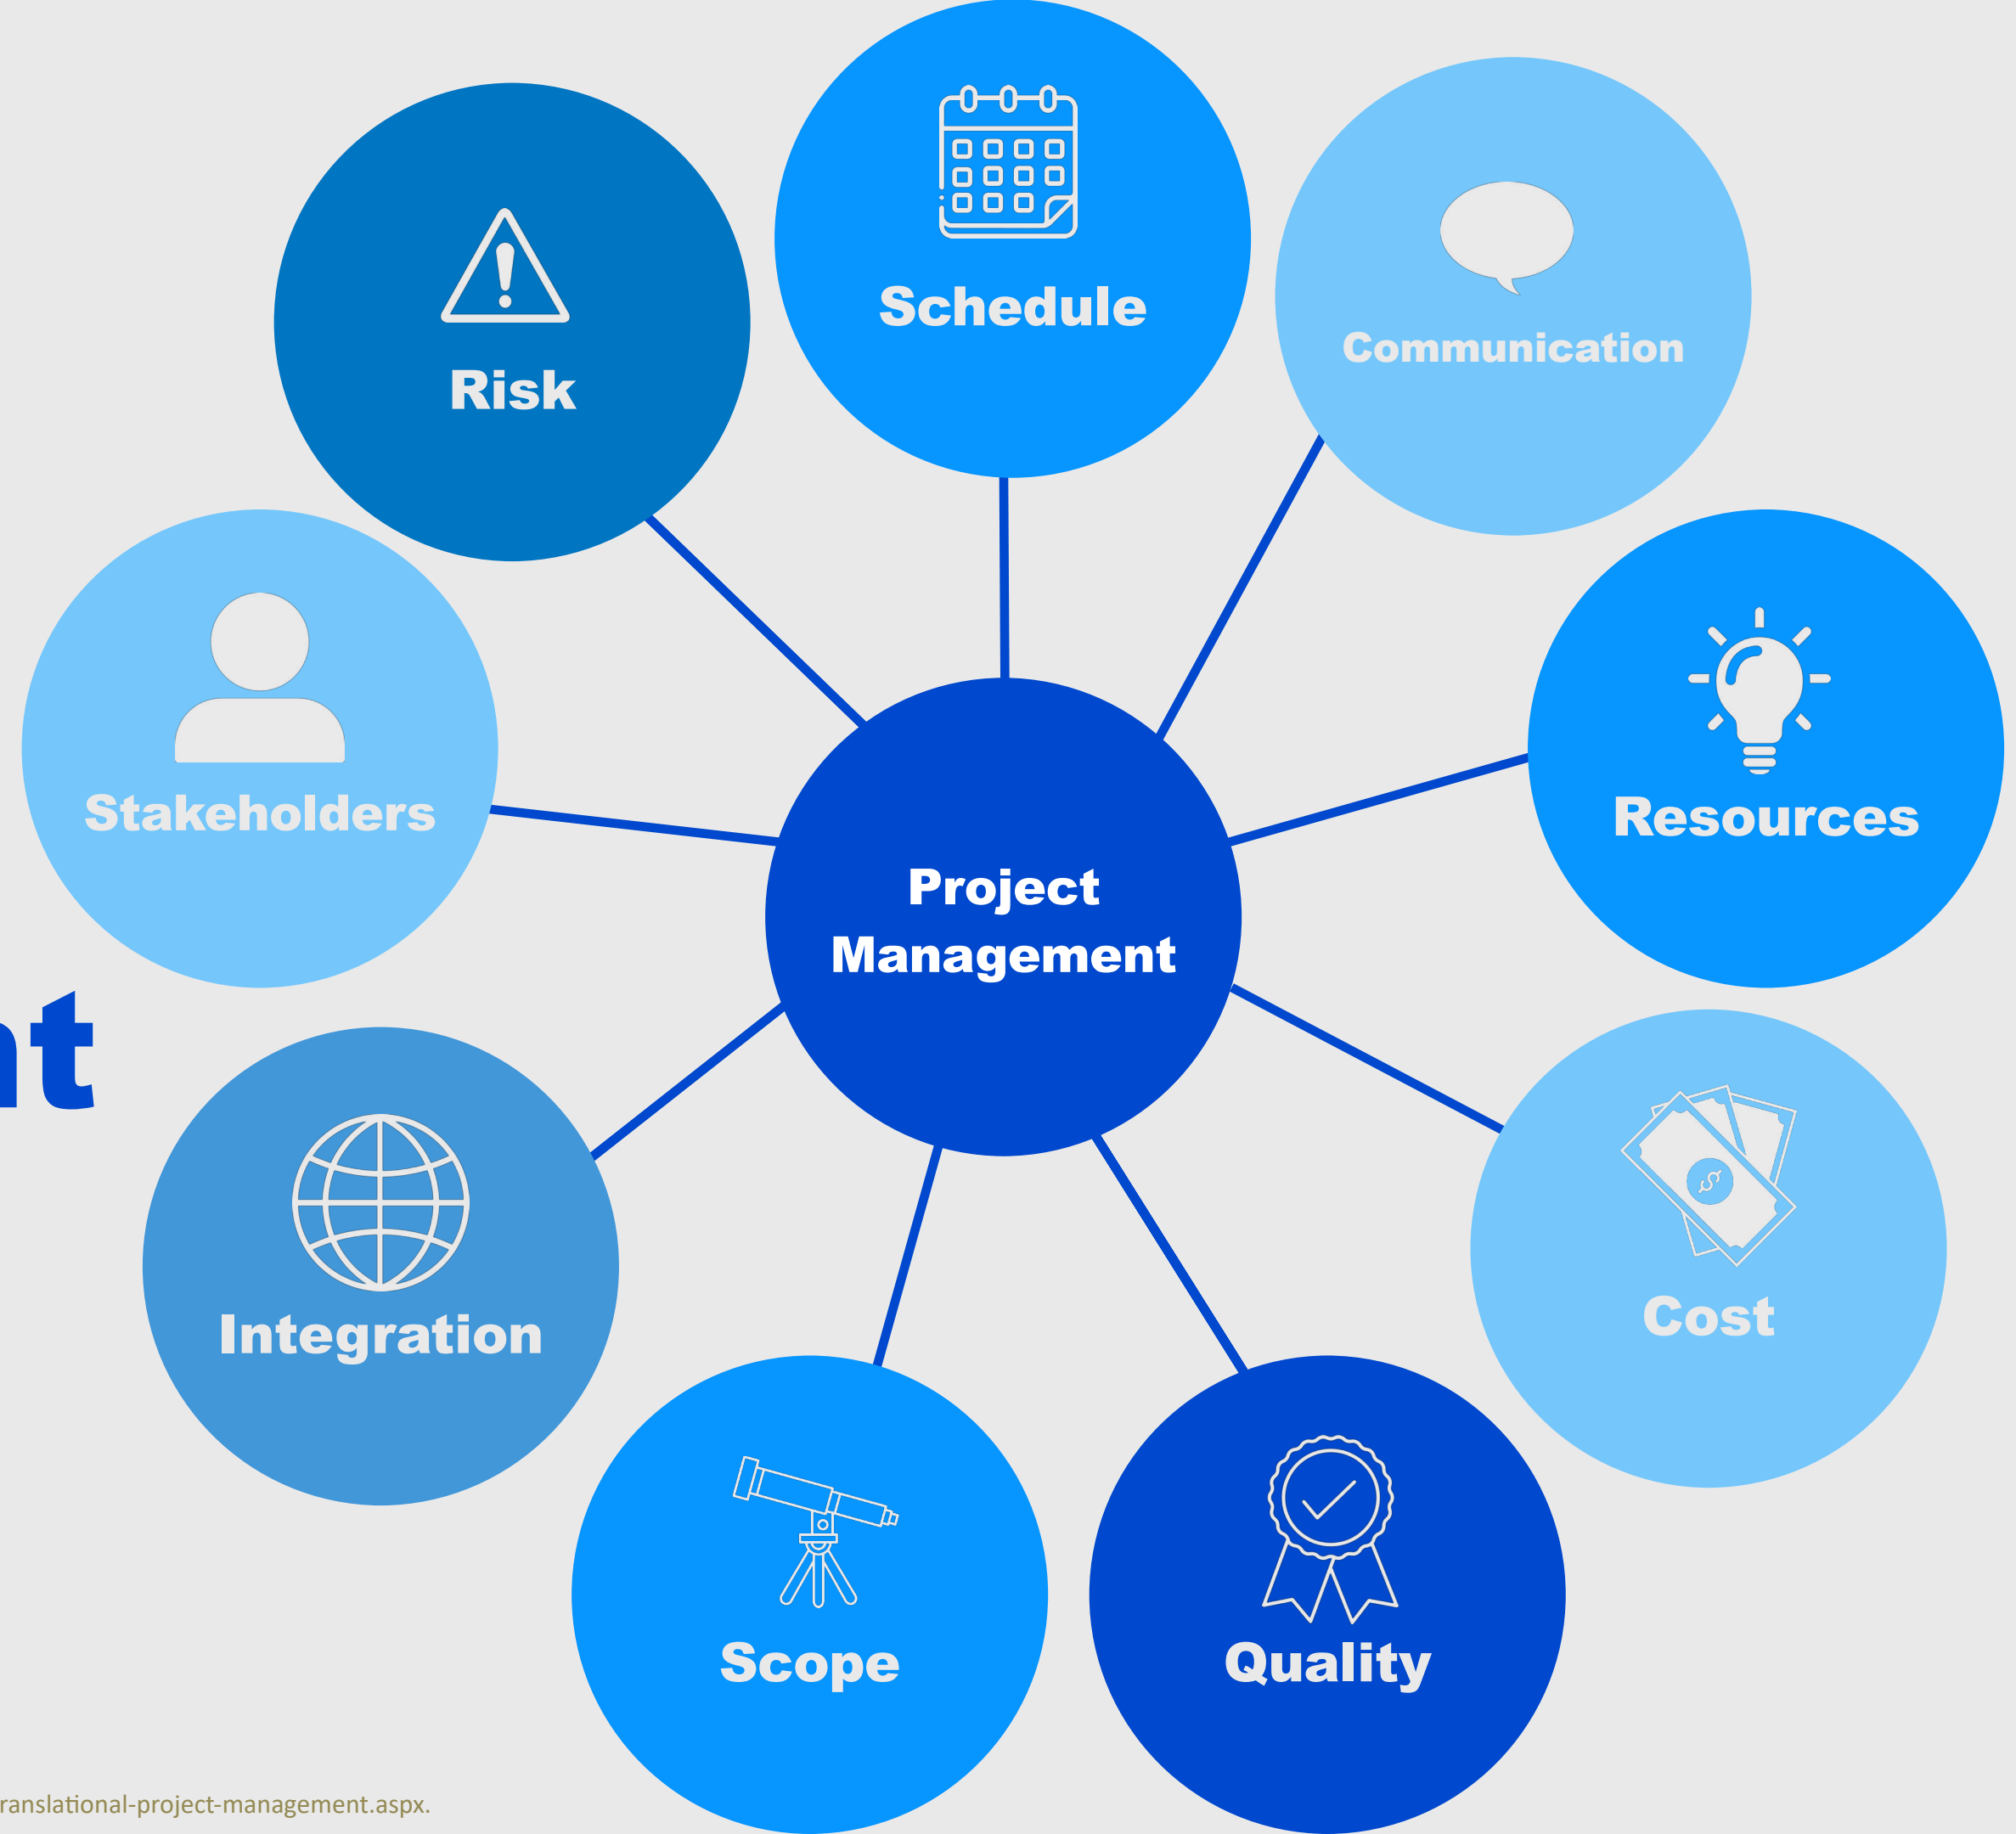 Schedule
Communication
Risk
Stakeholders
Resources
Project
Management
nt
Integration
Cost
Scope
Quality
ranslational-project-management.aspx.